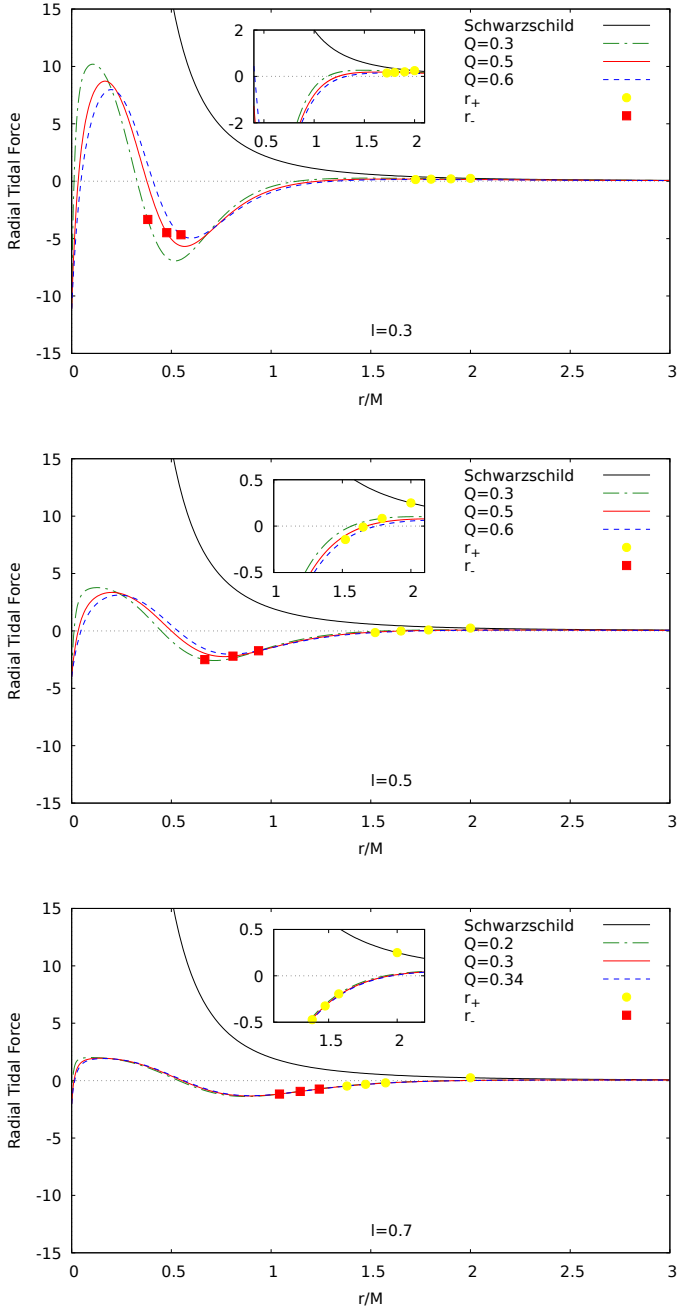 15
10
5
0
-5
-10
-15
0
0.5
1
1.5
2
2.5
3
Radial Tidal Force
r/M
l=0.3
Schwarzschild
Q=0.3
Q=0.5
Q=0.6
r+
r-
2
0
-2
0.5
1
1.5
2
15
10
5
0
-5
-10
-15
0
0.5
1
1.5
2
2.5
3
Radial Tidal Force
r/M
l=0.5
Schwarzschild
Q=0.3
Q=0.5
Q=0.6
r+
r-
0.5
0
-0.5
1
1.5
2
15
10
5
0
-5
-10
-15
0
0.5
1
1.5
2
2.5
3
Radial Tidal Force
r/M
l=0.7
Schwarzschild
Q=0.2
Q=0.3
Q=0.34
r+
r-
0.5
0
-0.5
1.5
2